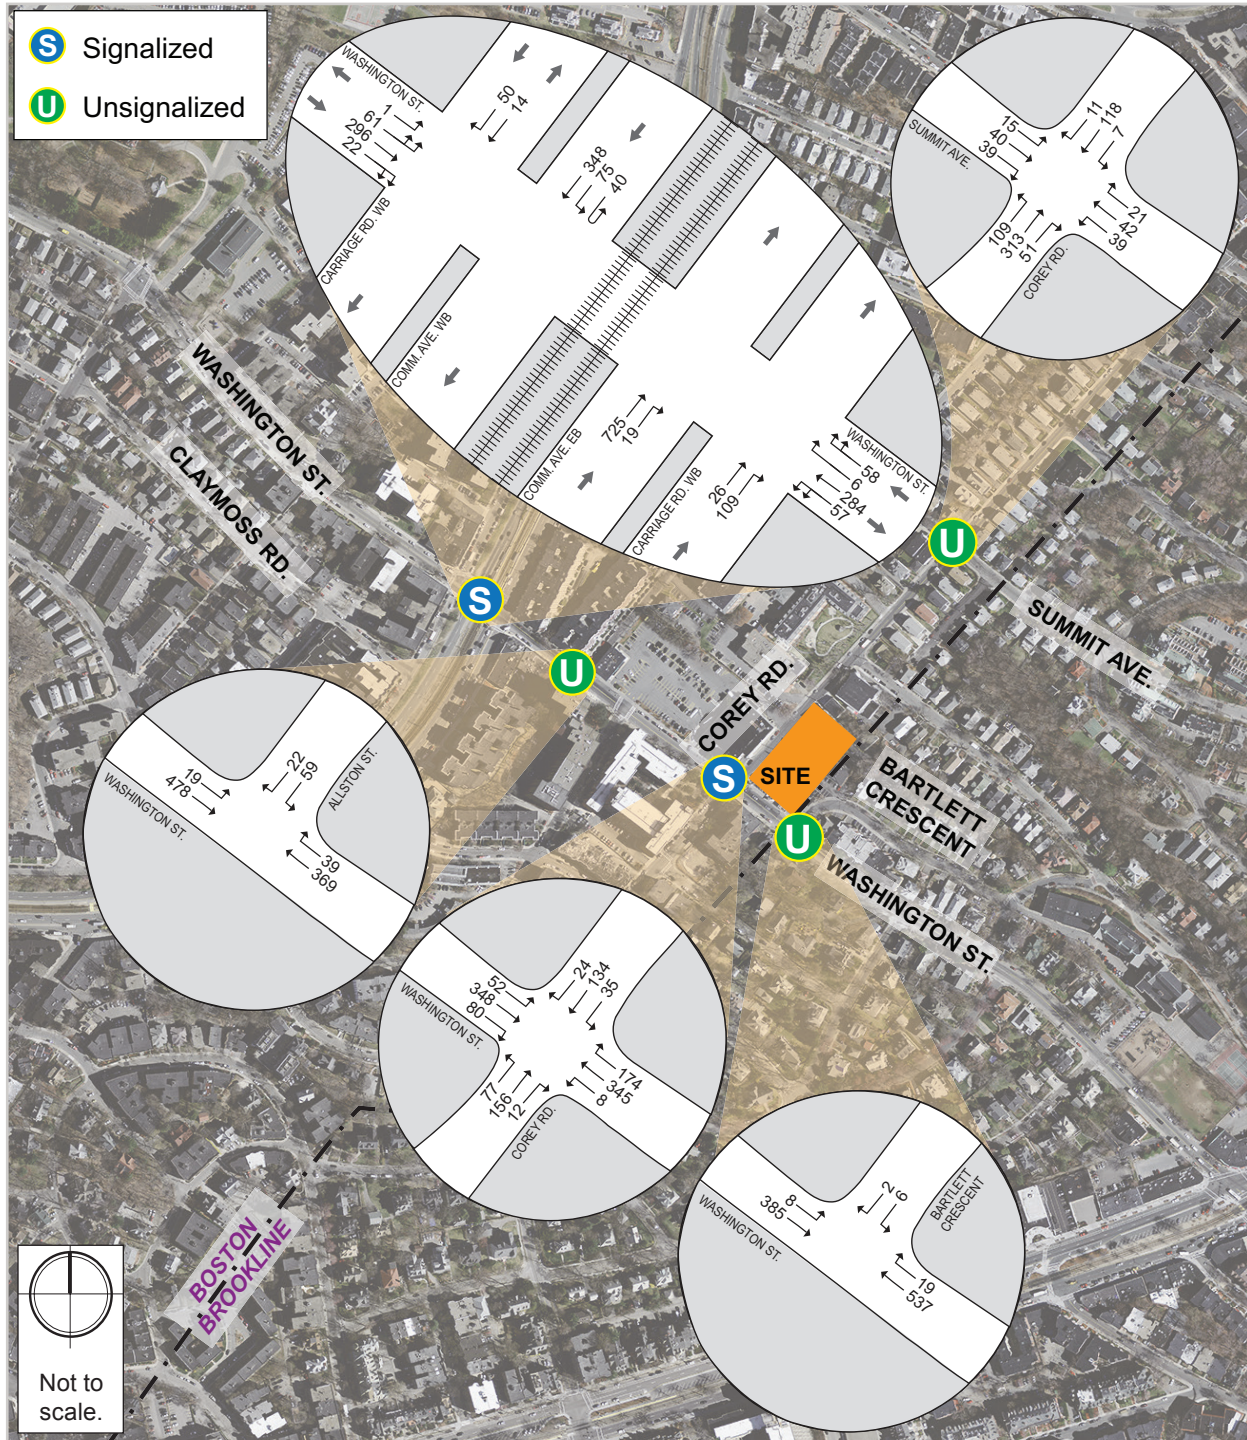 S Signalized
U Unsignalized
WASHINGTON ST.
1
61
296
22
50
14
348
75
40
CARRIAGE RD. WB
COMM. AVE. WB
COMM. AVE. EB
CARRIAGE RD. WB
725
19
26
109
WASHINGTON ST.
58
6
284
57
SUMMIT AVE.
15
40
39
11
118
7
21
42
39
109
313
51
COREY RD.
WASHINGTON ST.
CLAYMOSS RD.
S
U
U
SUMMIT AVE.
COREY RD.
S
SITE
U
BARTLETT
CRESCENT
WASHINGTON ST.
19
478
WASHINGTON ST.
22
59
ALLSTON ST.
39
369
52
348
80
WASHINGTON ST.
24
134
35
174
345
8
77
156
12
COREY RD.
8
385
WASHINGTON ST.
2
6
BARTLETT
CRESCENT
19
537
BOSTON
BROOKLINE
Not to
scale.